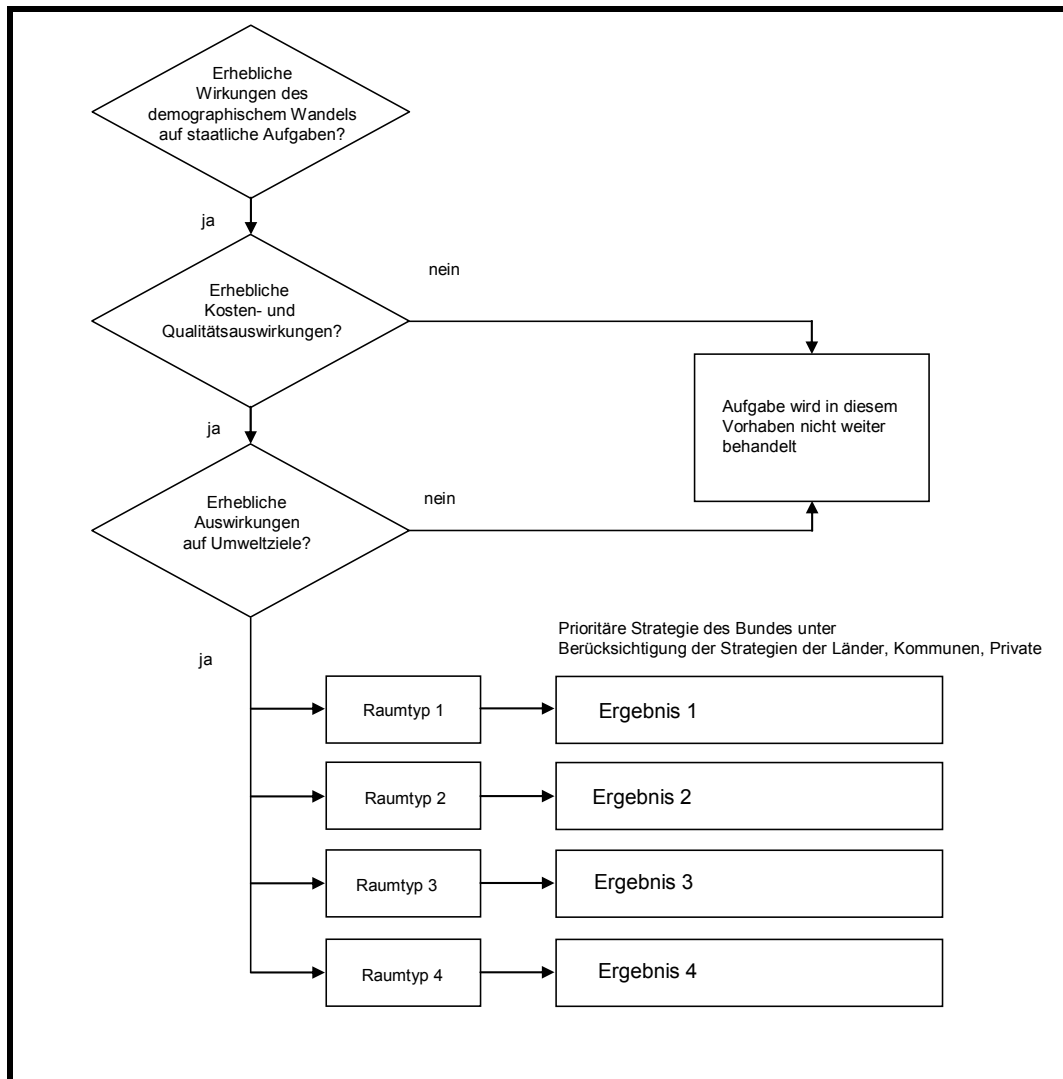 Erhebliche
Wirkungen des
demographischem Wandels
auf staatliche Aufgaben?
ja
nein
Erhebliche
Kosten- und
Qualitätsauswirkungen?
Aufgabe wird in diesem
Vorhaben nicht weiter
behandelt
ja
nein
Erhebliche
Auswirkungen
auf Umweltziele?
Prioritäre Strategie des Bundes unter
Berücksichtigung der Strategien der Länder, Kommunen, Private
ja
Raumtyp 1
Ergebnis 1
Raumtyp 2
Ergebnis 2
Raumtyp 3
Ergebnis 3
Raumtyp 4
Ergebnis 4